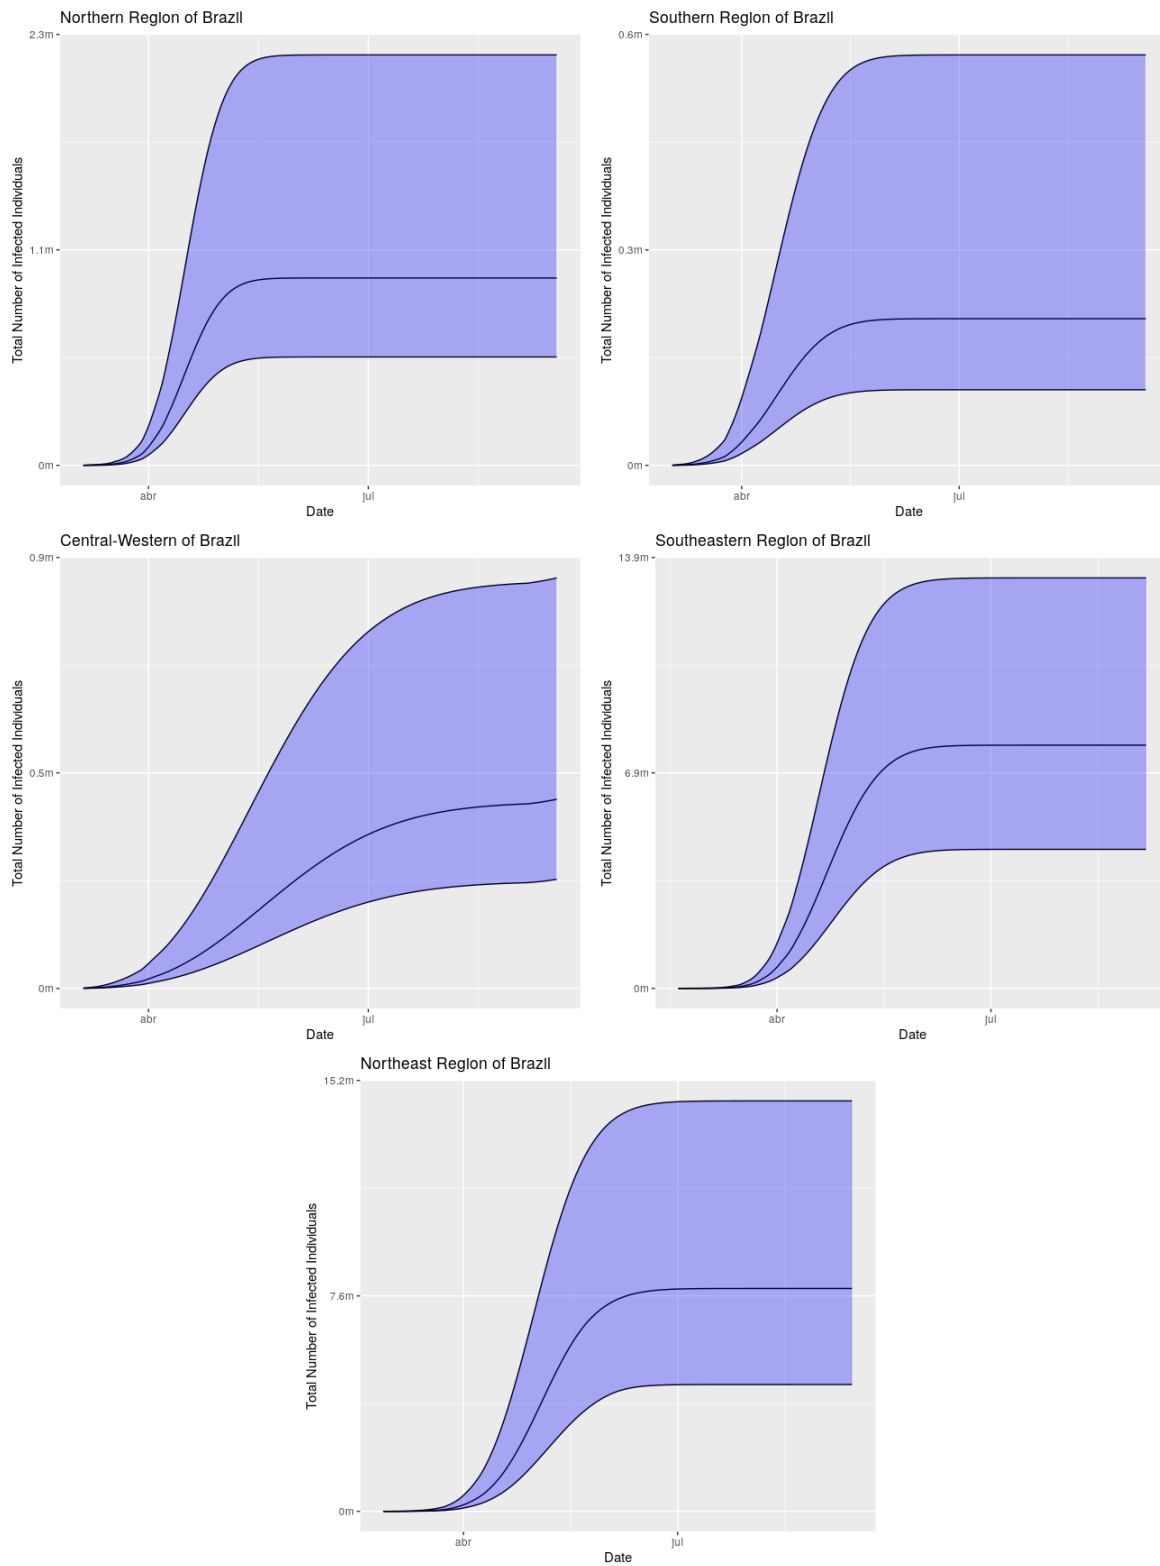 Northern Region of Brazil
Total Number of Infected Individuals
2.3m
1.1m
0m
abr
jul
Date
Southern Region of Brazil
Total Number of Infected Individuals
0.6m
0.3m
0m
abr
jul
Date
Central-Western of Brazil
Total Number of Infected Individuals
0.9m
0.5m
0m
abr
jul
Date
Southeastern Region of Brazil
Total Number of Infected Individuals
13.9m
6.9m
0m
abr
jul
Date
Northeast Region of Brazil
Total Number of Infected Individuals
15.2m
7.6m
0m
abr
jul
Date